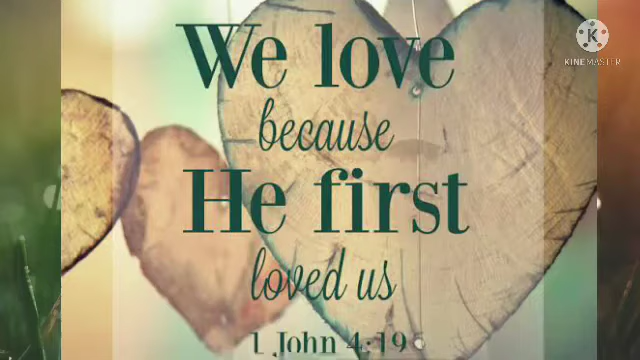 We love
because
He first
loved us
1 John 4:19
K
KINEMASTER